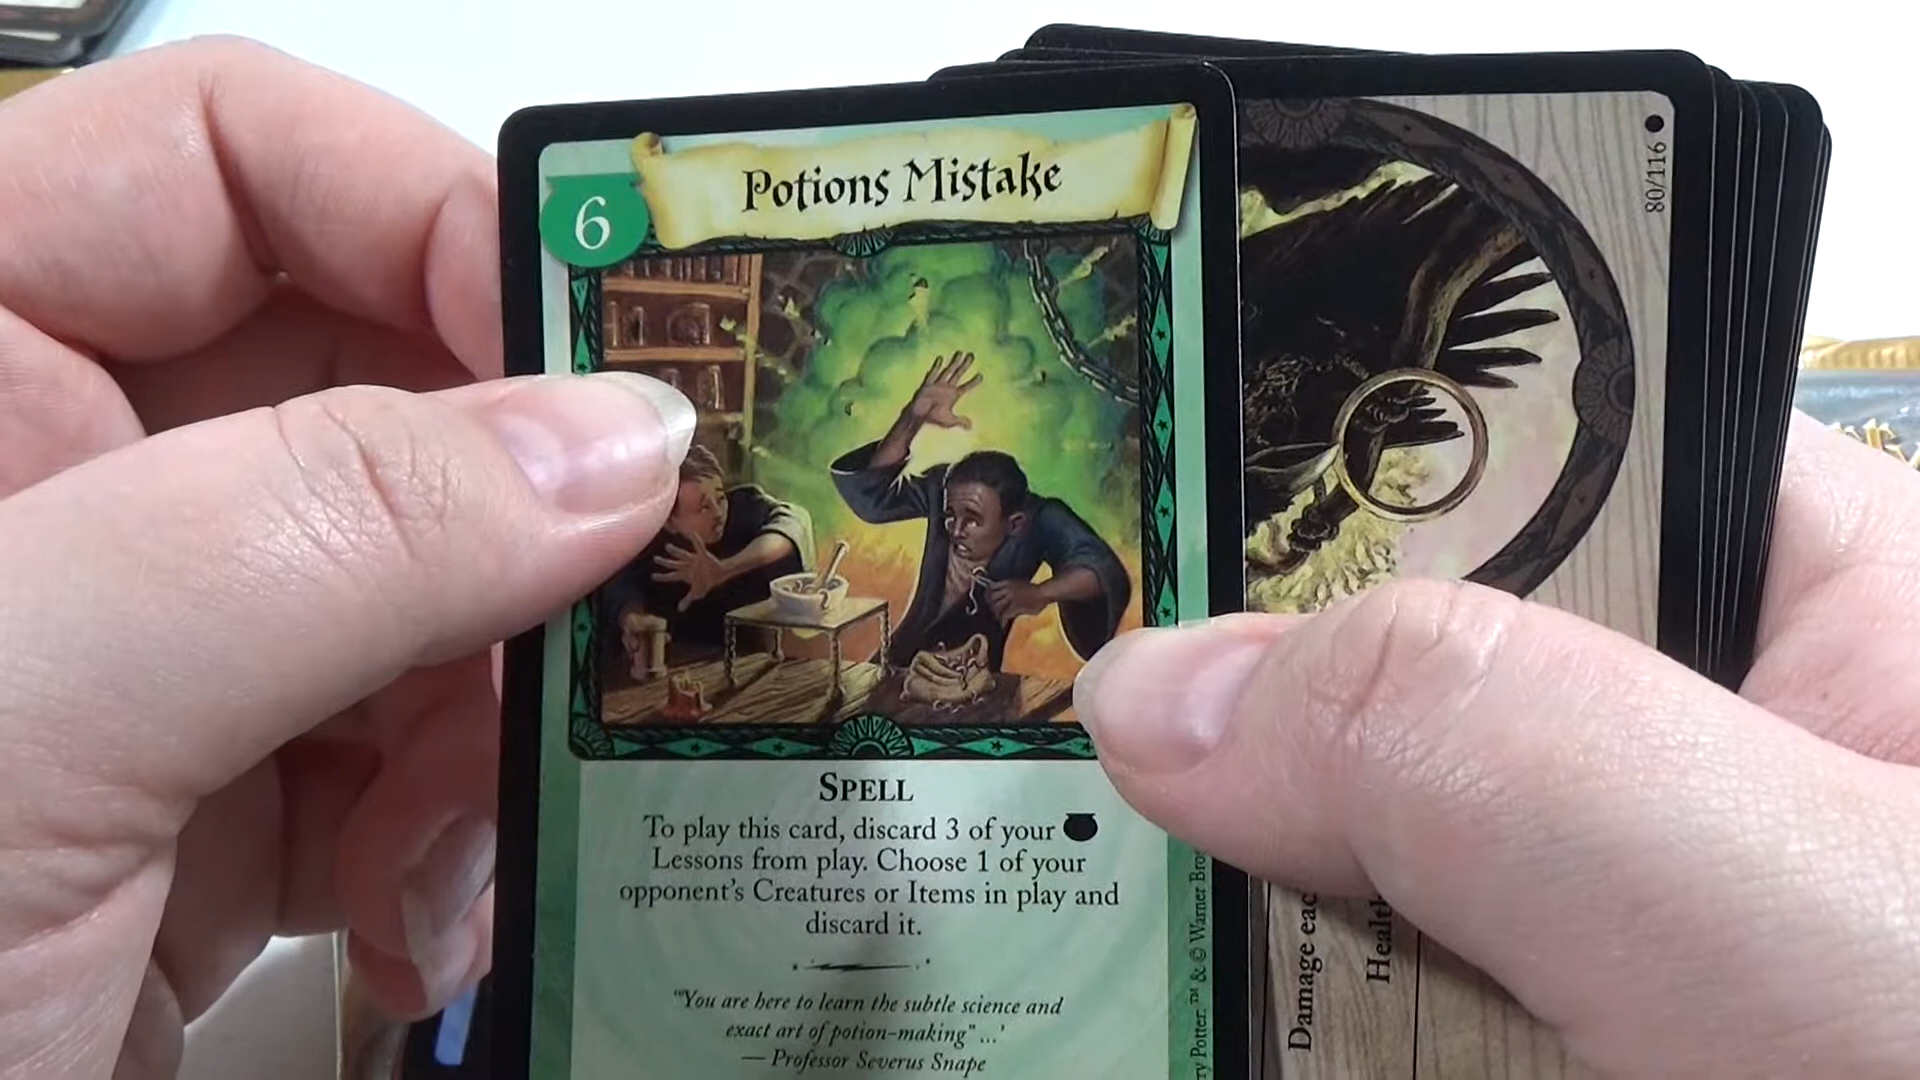 Potions Mistake
6
SPELL
To play this card, discard 3 of your
Lessons from play. Choose 1 of your
opponent's Creatures or Items in play and
discard it.
"'You are here to learn the subtle science and
exact art of potion-making" ...'
— Professor Severus Snape
ry Potter. ™ & © Warner Bro
80/116
Damage eac
Health